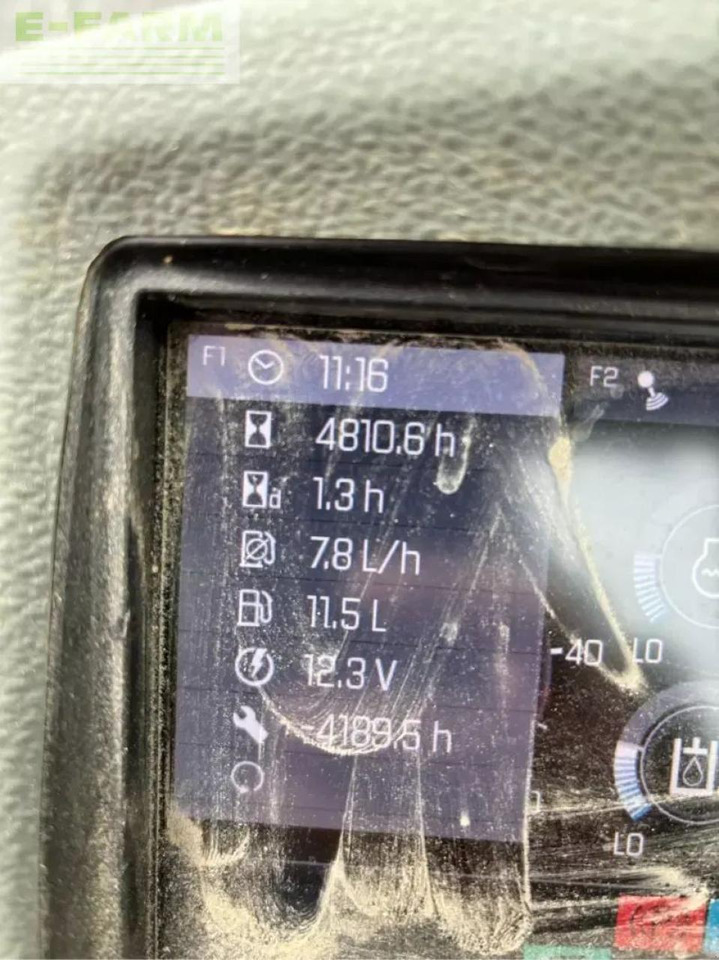 E-FARM
F1 11:16
F2
4810.6 h
d 1.3 h
7.8 L/h
11.5 L
12.3 V
-40 LO
-4189.5 h
LO